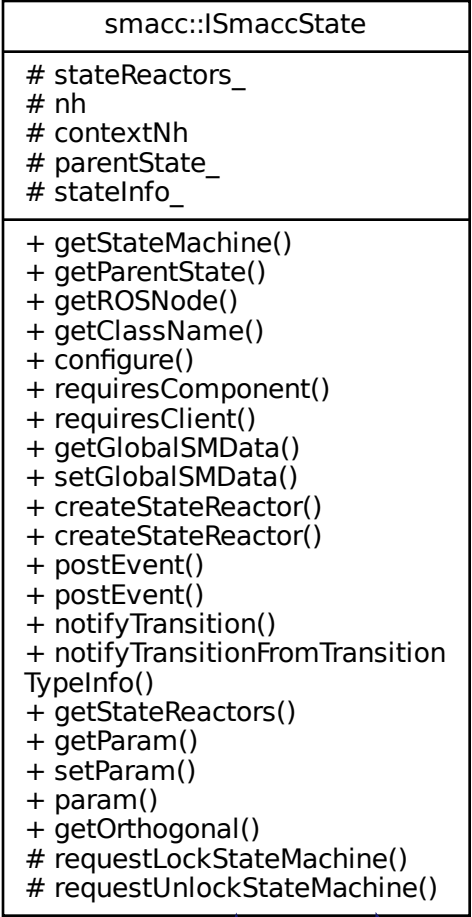 smacc::ISmaccState
# stateReactors_
# nh
# contextNh
# parentState_
# stateInfo_
+ getStateMachine()
+ getParentState()
+ getROSNode()
+ getClassName()
+ configure()
+ requiresComponent()
+ requiresClient()
+ getGlobalSMData()
+ setGlobalSMData()
+ createStateReactor()
+ createStateReactor()
+ postEvent()
+ postEvent()
+ notifyTransition()
+ notifyTransitionFromTransition
TypeInfo()
+ getStateReactors()
+ getParam()
+ setParam()
+ param()
+ getOrthogonal()
# requestLockStateMachine()
# requestUnlockStateMachine()